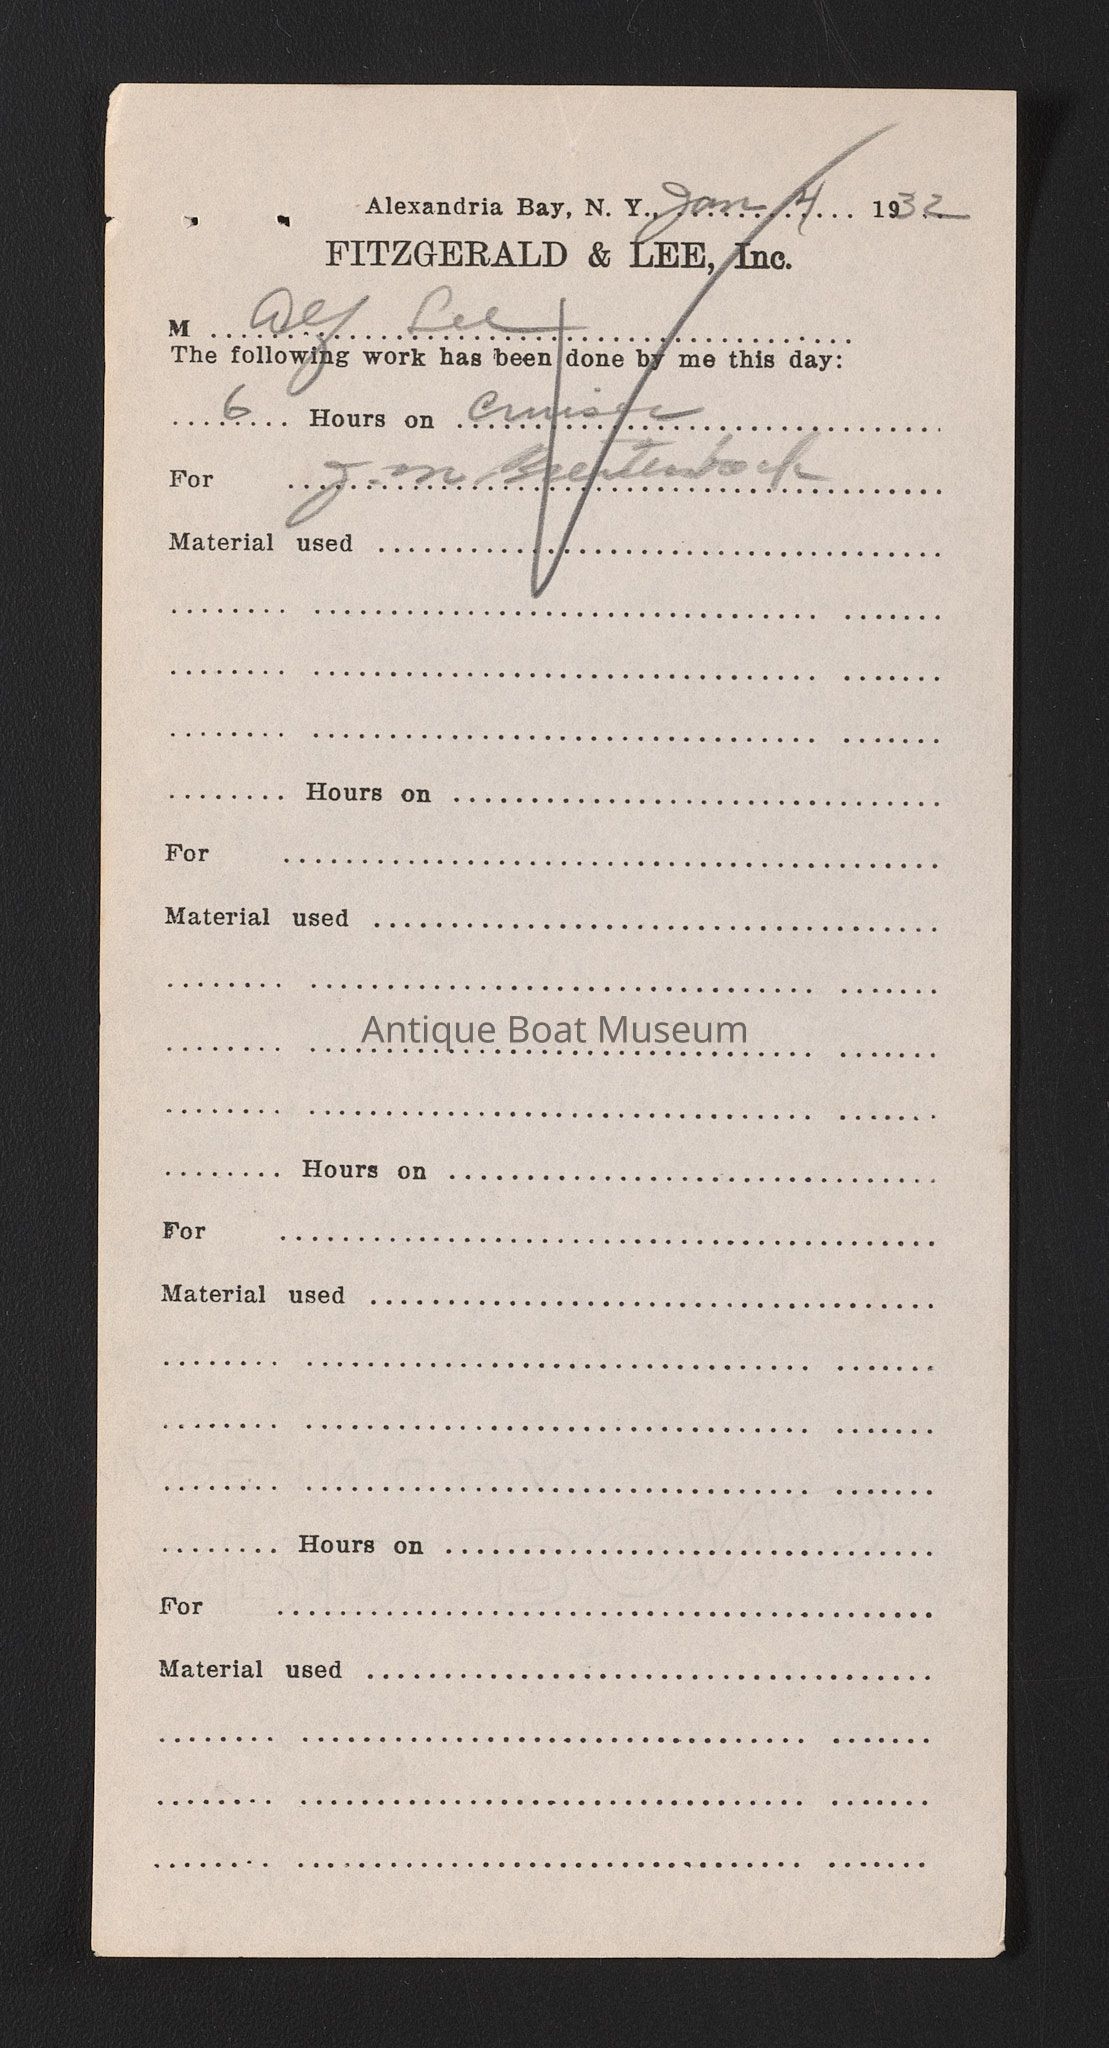 Alexandria Bay, N. Y., Jan 4 1932
FITZGERALD & LEE, Inc.
M Alf Lee
The following work has been done by me this day:
6 Hours on Cruiser
For J. M.
Material used
Hours on
For
Material used
Antique Boat Museum
Hours on
For
Material used
Hours on
For
Material used